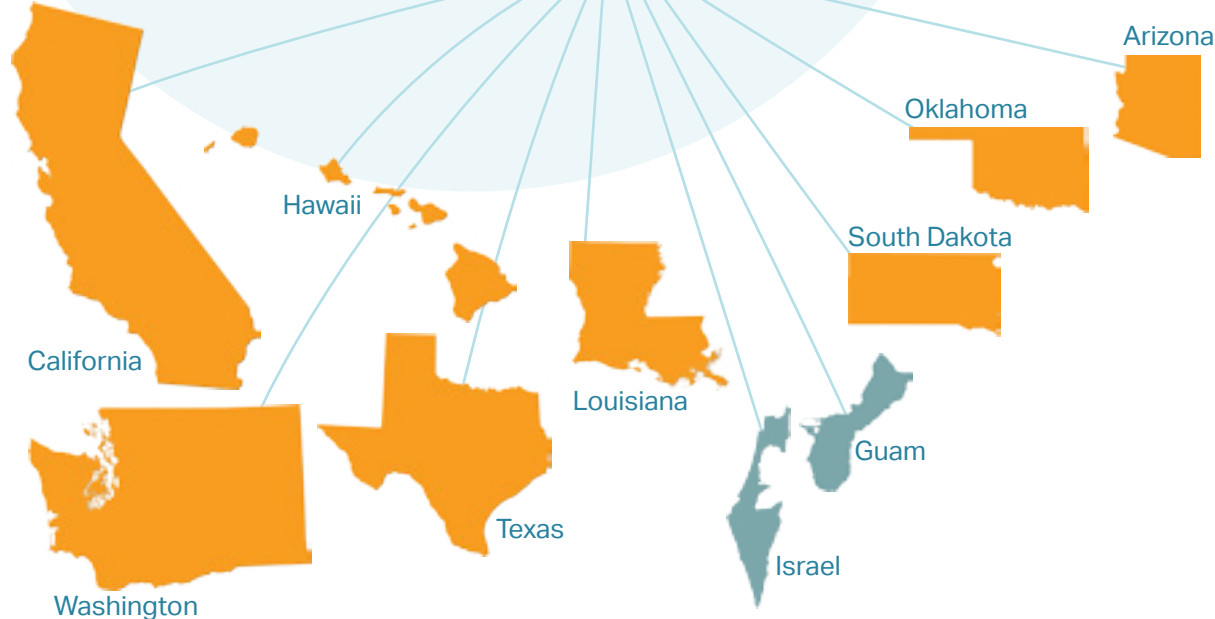 Arizona
Oklahoma
Hawaii
South Dakota
California
Louisiana
Guam
Texas
Israel
Washington